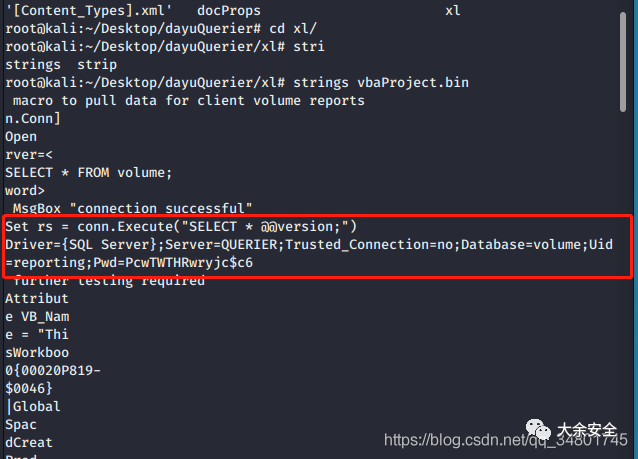 '[Content_Types].xml'   docProps                       xl
root@kali:~/Desktop/dayuQuerier# cd xl/
root@kali:~/Desktop/dayuQuerier/xl# stri
strings  strip
root@kali:~/Desktop/dayuQuerier/xl# strings vbaProject.bin
 macro to pull data for client volume reports
n.Conn]
Open
rver=<
SELECT * FROM volume;
word>
 MsgBox "connection successful"
Set rs = conn.Execute("SELECT * @@version;")
Driver={SQL Server};Server=QUERIER;Trusted_Connection=no;Database=volume;Uid
=reporting;Pwd=PcwTWTHRwryjc$c6
 further testing required
Attribut
e VB_Nam
e = "Thi
sWorkboo
0{00020P819-
$0046}
|Global
Spac
dCreat
大余安全
https://blog.csdn.net/qq_34801745